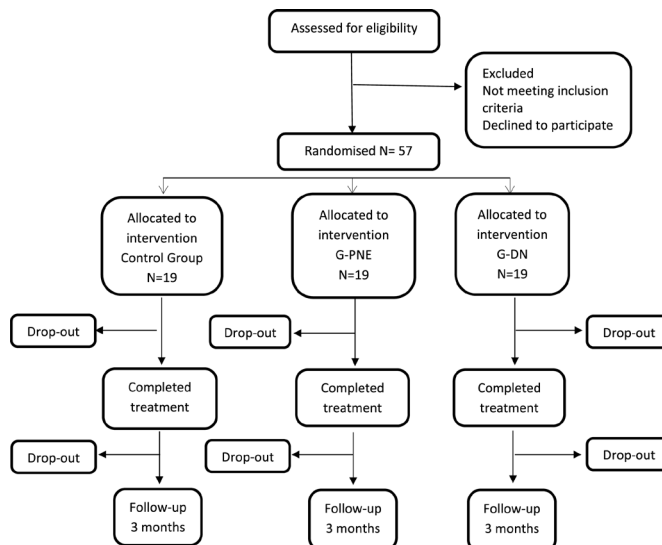 Assessed for eligibility
Excluded
Not meeting inclusion
criteria
Declined to participate
Randomised N= 57
Allocated to
intervention
Control Group
N=19
Allocated to
intervention
G-PNE
N=19
Allocated to
intervention
G-DN
N=19
Drop-out
Drop-out
Drop-out
Completed
treatment
Completed
treatment
Completed
treatment
Drop-out
Drop-out
Drop-out
Follow-up
3 months
Follow-up
3 months
Follow-up
3 months